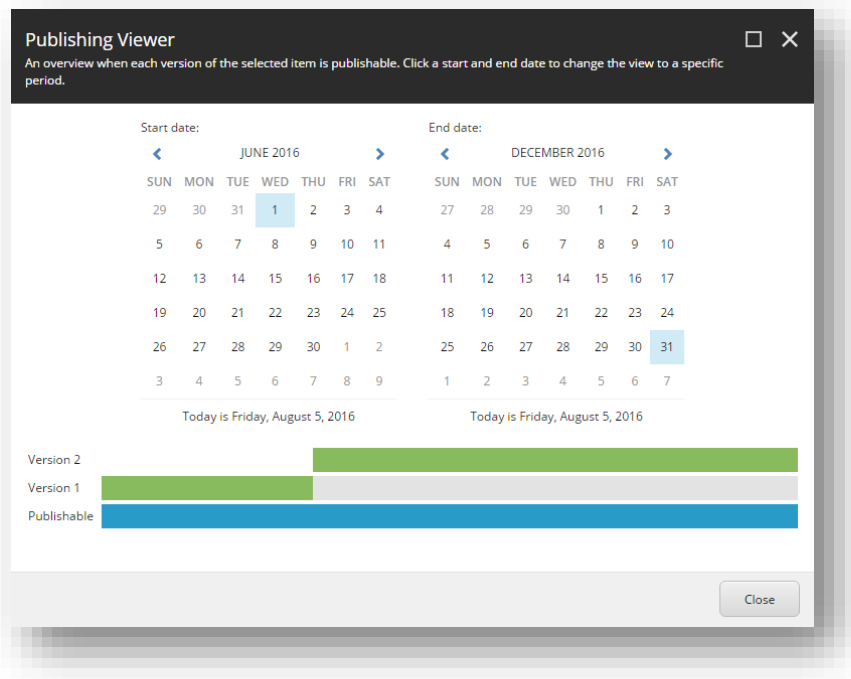 Publishing Viewer
An overview when each version of the selected item is publishable. Click a start and end date to change the view to a specific
period.
Start date:
JUNE 2016
SUN MON TUE WED THU FRI SAT
29 30 31 1 2 3 4
5 6 7 8 9 10 11
12 13 14 15 16 17 18
19 20 21 22 23 24 25
26 27 28 29 30 1 2
3 4 5 6 7 8 9
Today is Friday, August 5, 2016
End date:
DECEMBER 2016
SUN MON TUE WED THU FRI SAT
27 28 29 30 1 2 3
4 5 6 7 8 9 10
11 12 13 14 15 16 17
18 19 20 21 22 23 24
25 26 27 28 29 30 31
1 2 3 4 5 6 7
Today is Friday, August 5, 2016
Version 2
Version 1
Publishable
Close